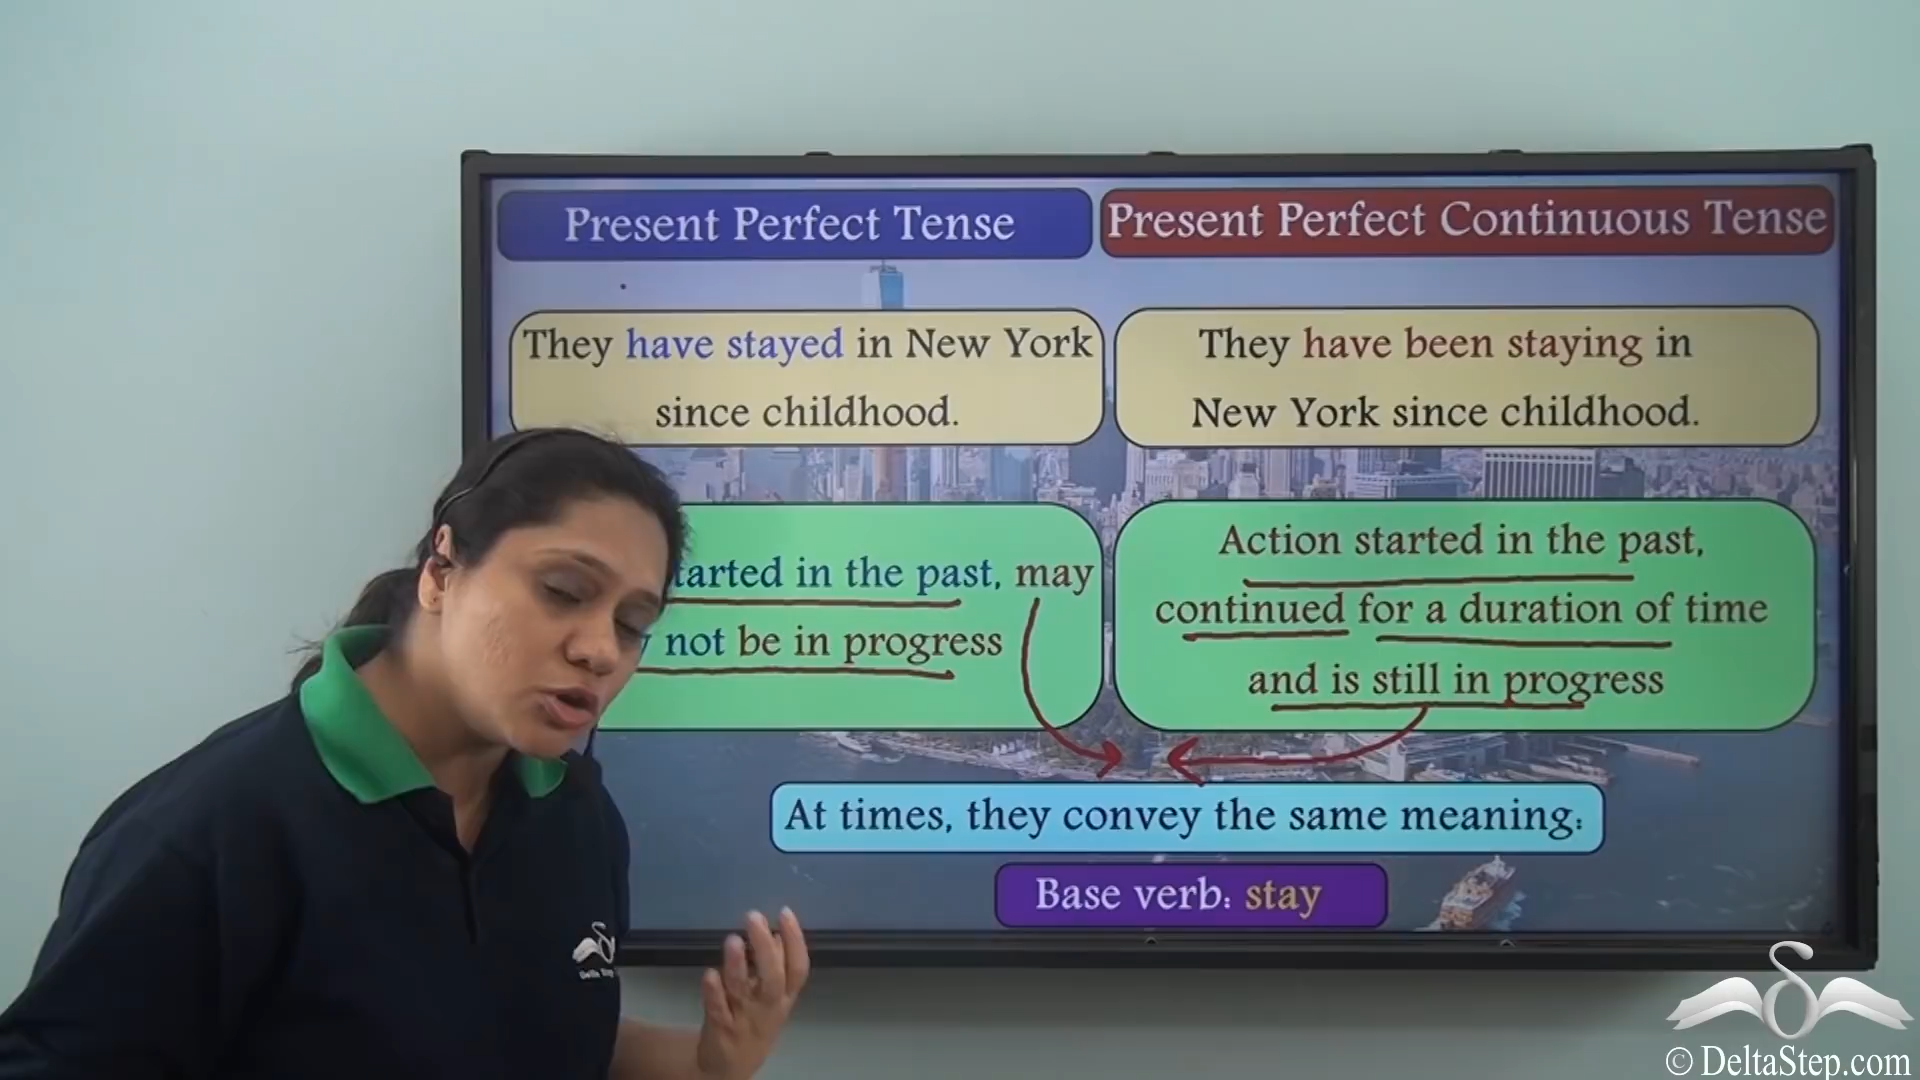 Present Perfect Tense
Present Perfect Continuous Tense
They have stayed in New York
since childhood.
They have been staying in
New York since childhood.
tarted in the past, may
not be in progress
Action started in the past,
continued for a duration of time
and is still in progress
At times, they convey the same meaning:
Base verb: stay
Delta Step
© DeltaStep.com